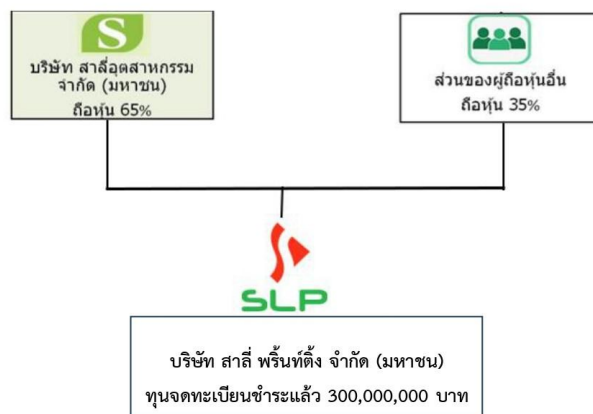 S
บริษัท สาลี่อุตสาหกรรม
จำกัด (มหาชน)
ถือหุ้น 65%
ส่วนของผู้ถือหุ้นอื่น
ถือหุ้น 35%
SLP
บริษัท สาลี่ พริ้นท์ติ้ง จำกัด (มหาชน)
ทุนจดทะเบียนชำระแล้ว 300,000,000 บาท